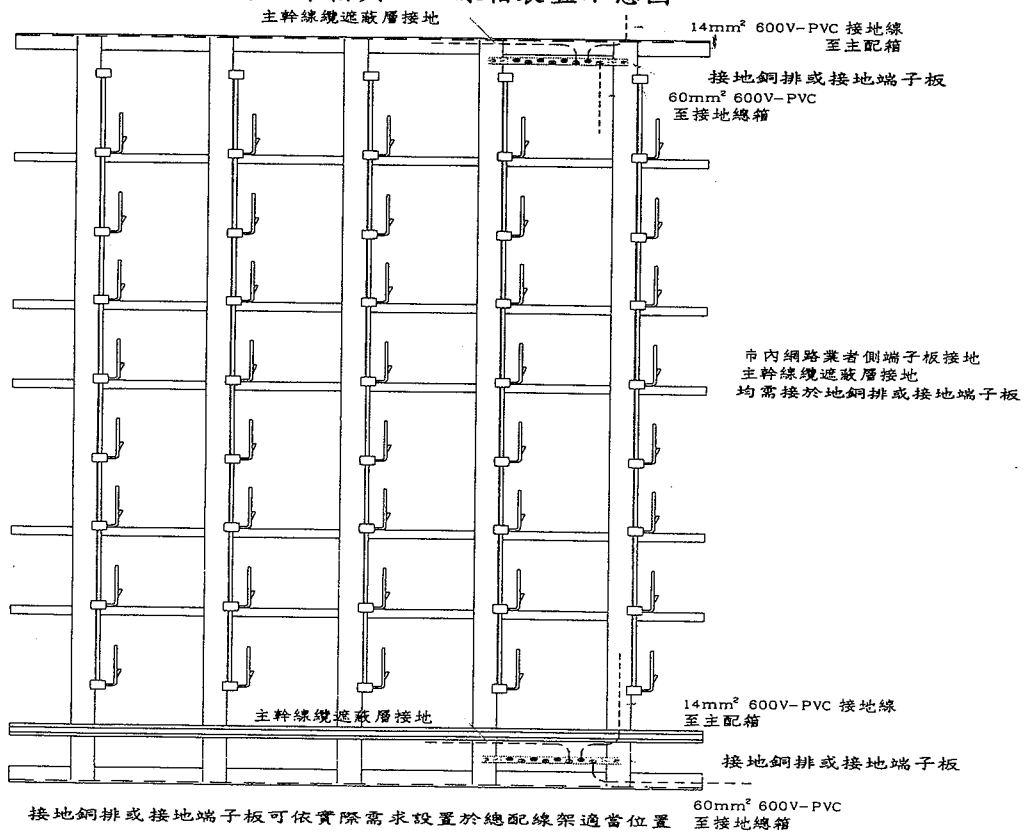 主幹線纜遮蔽層接地
14mm² 600V-PVC 接地線
至主配箱
接地銅排或接地端子板
60mm² 600V-PVC
至接地總箱
市內網路業者側端子板接地
主幹線纜遮蔽層接地
均需接於地銅排或接地端子板
14mm² 600V-PVC 接地線
至主配箱
主幹線纜遮蔽層接地
接地銅排或接地端子板
60mm² 600V-PVC
至接地總箱
接地銅排或接地端子板可依實際需求設置於總配線架適當位置